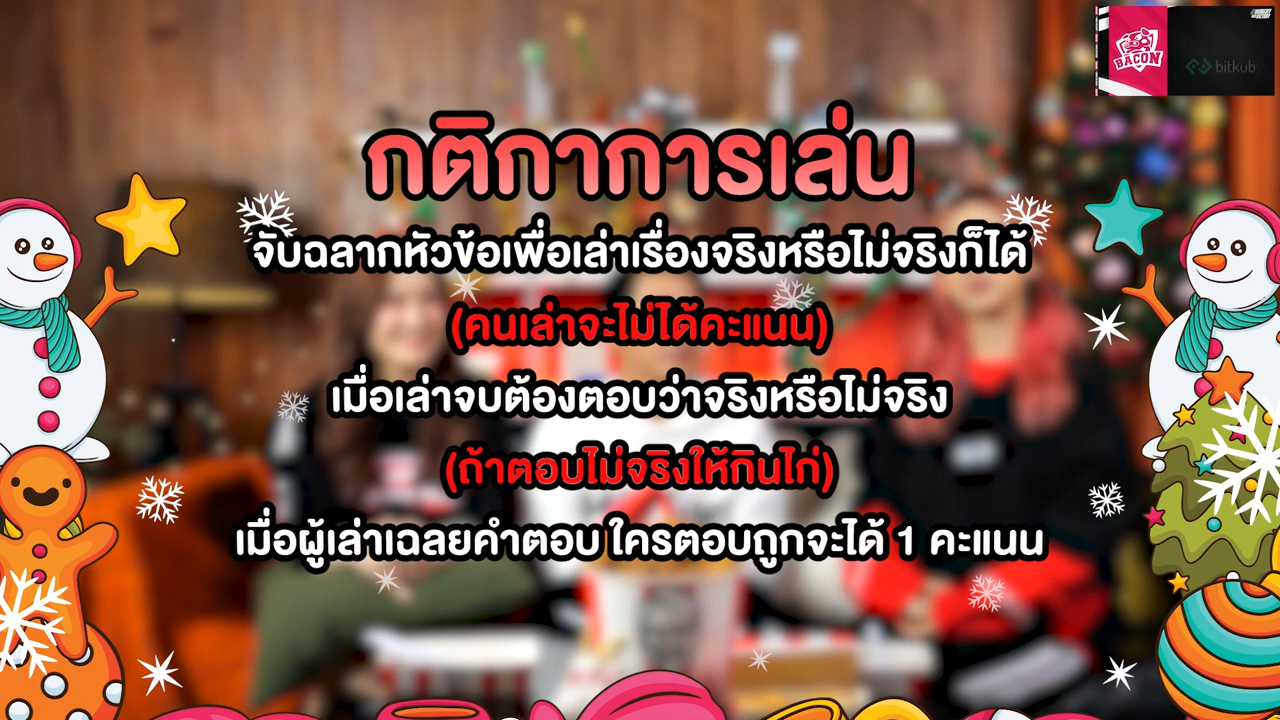 BACON
bitkub
กติกาการเล่น
จับฉลากหัวข้อเพื่อเล่าเรื่องจริงหรือไม่จริงก็ได้
(คนเล่าจะไม่ได้คะแนน)
เมื่อเล่าจบต้องตอบว่าจริงหรือไม่จริง
(ถ้าตอบไม่จริงให้กินไก่)
เมื่อผู้เล่าเฉลยคำตอบ ใครตอบถูกจะได้ 1 คะแนน